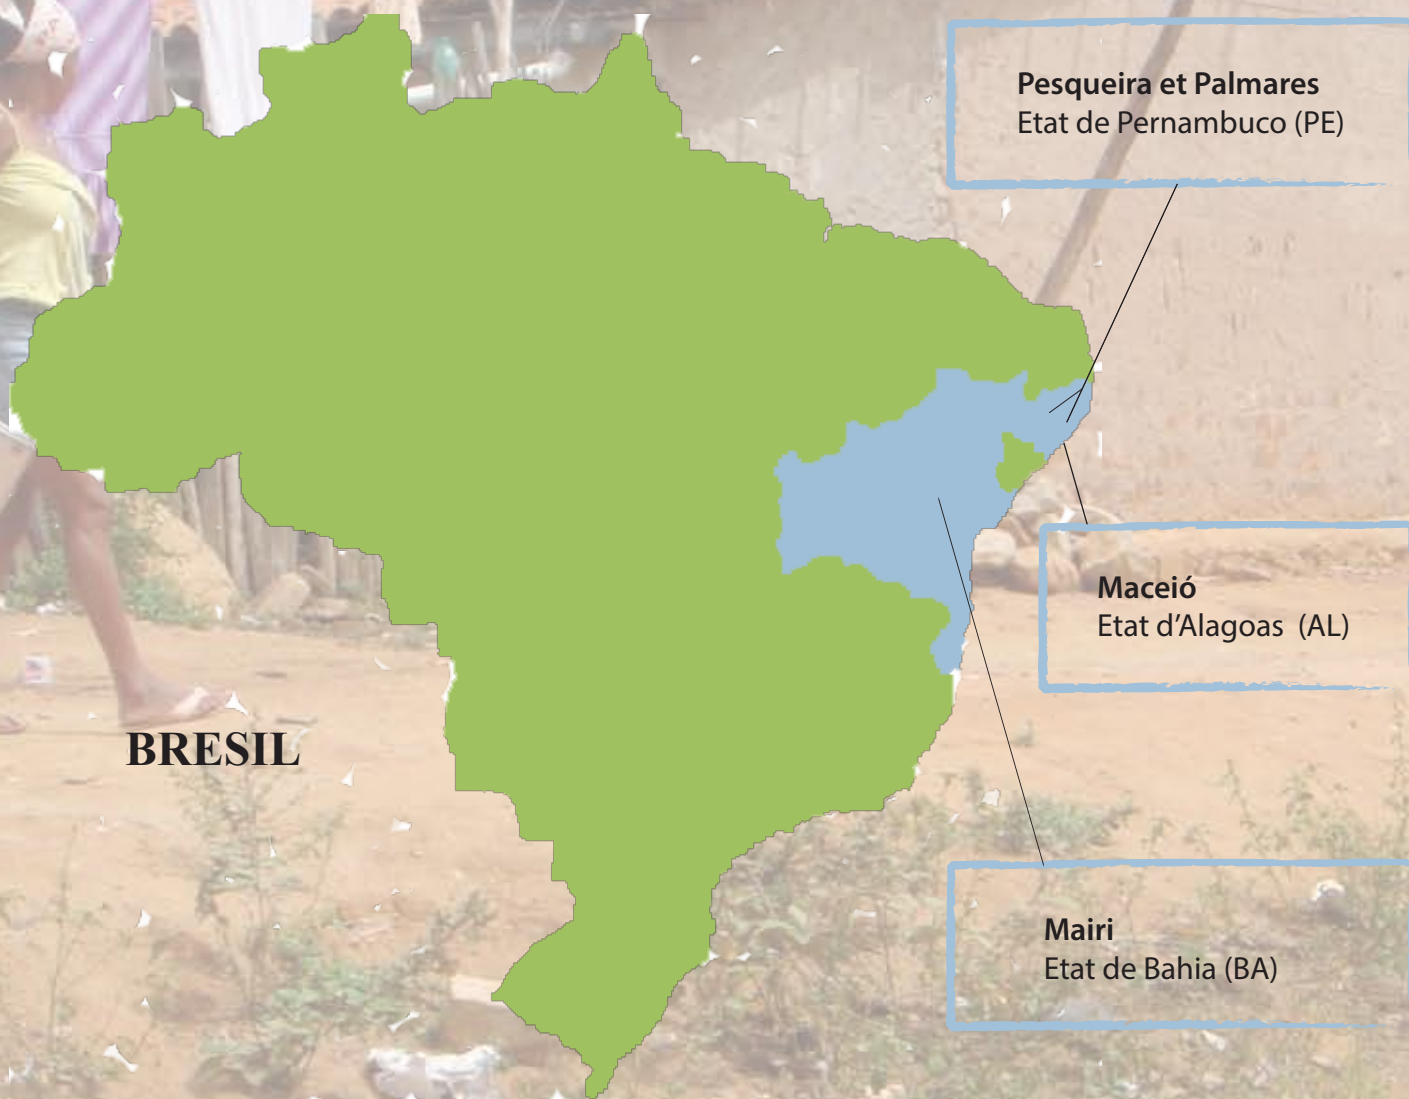 Pesqueira et Palmares
Etat de Pernambuco (PE)
Maceió
Etat d'Alagoas (AL)
BRESIL
Mairi
Etat de Bahia (BA)